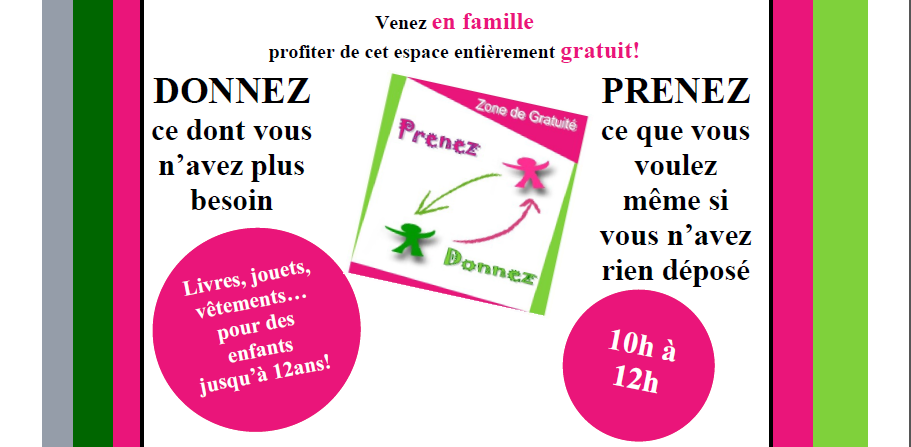 Venez en famille
profiter de cet espace entièrement gratuit!
DONNEZ
ce dont vous
n’avez plus
besoin
Zone de Gratuité
Prenez
Donnez
PRENEZ
ce que vous
voulez
même si
vous n’avez
rien déposé
Livres, jouets,
vêtements…
pour des
enfants
jusqu’à 12ans!
10h à
12h